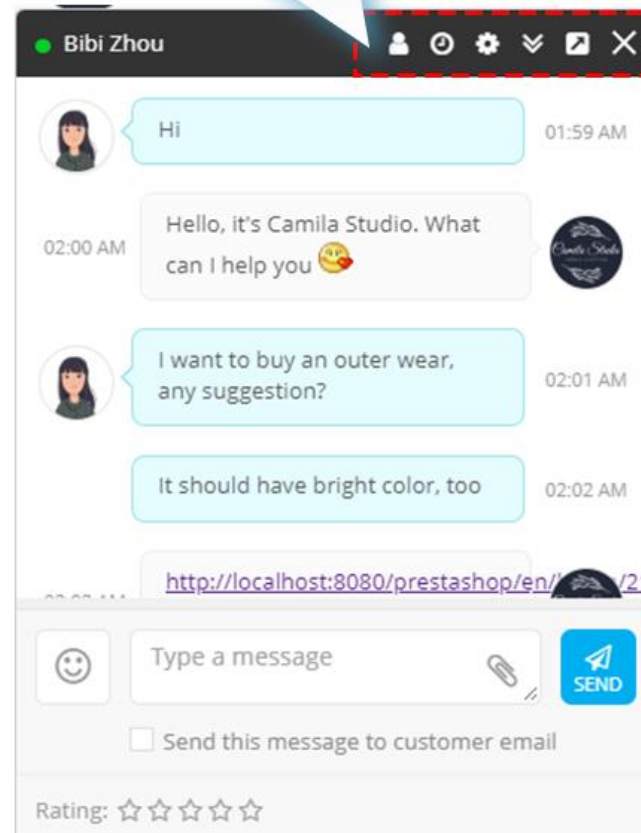 Bibi Zhou
Hi
01:59 AM
Hello, it's Camila Studio. What
can I help you
02:00 AM
Camila Studio
I want to buy an outer wear,
any suggestion?
02:01 AM
It should have bright color, too
02:02 AM
http://localhost:8080/prestashop/en/
Type a message
SEND
Send this message to customer email
Rating: